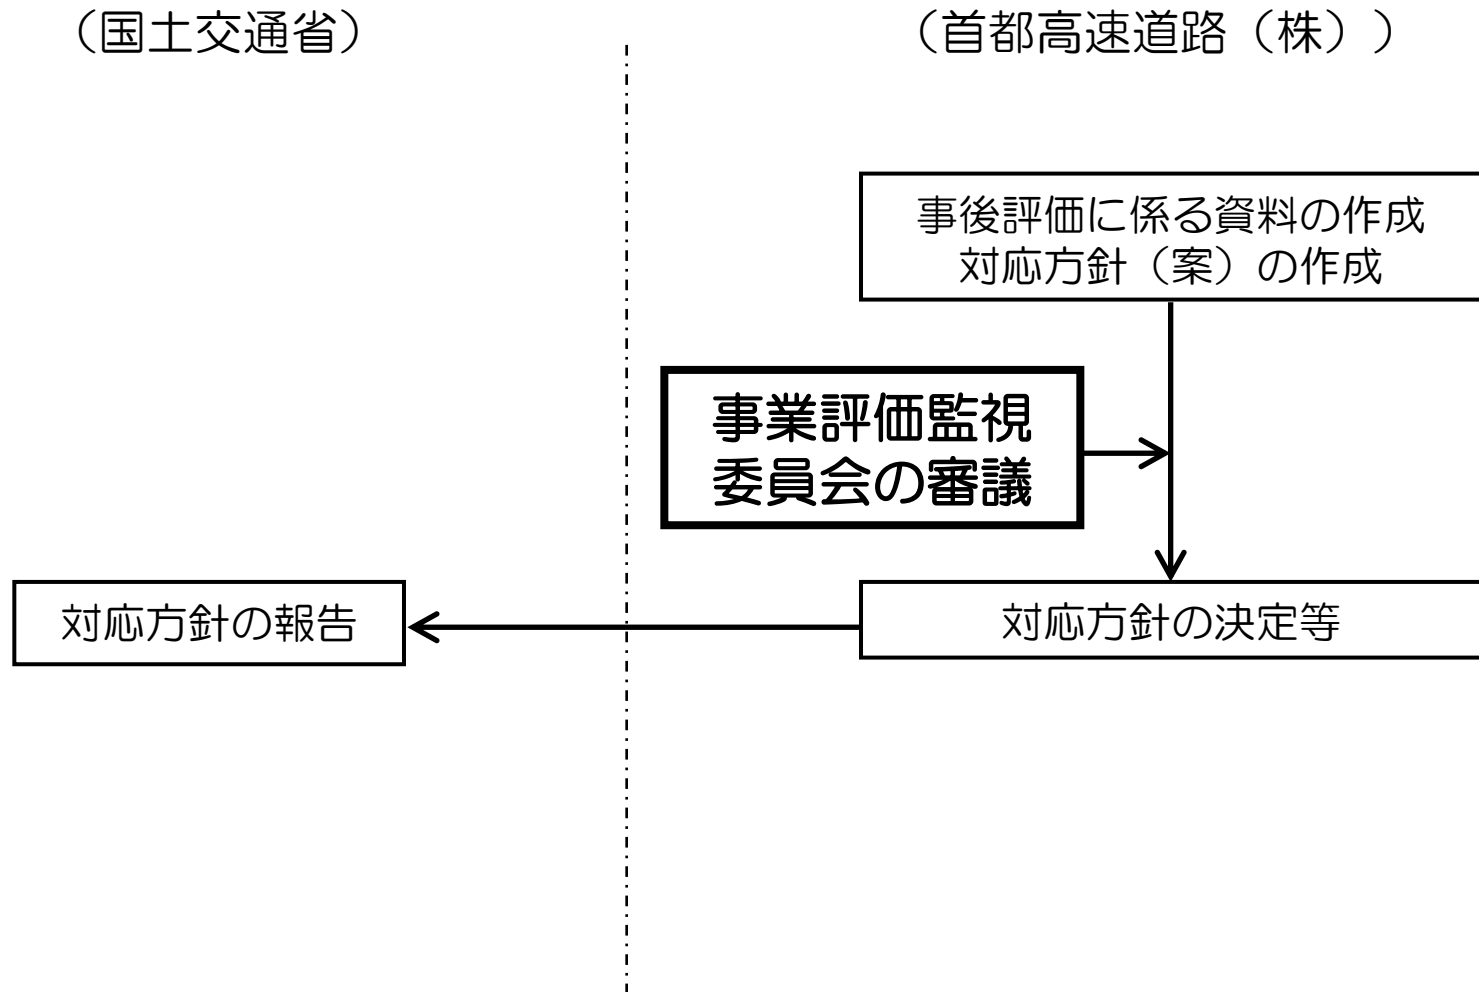 （国土交通省）
（首都高速道路（株））
事後評価に係る資料の作成
対応方針（案）の作成
事業評価監視
委員会の審議
対応方針の報告
対応方針の決定等